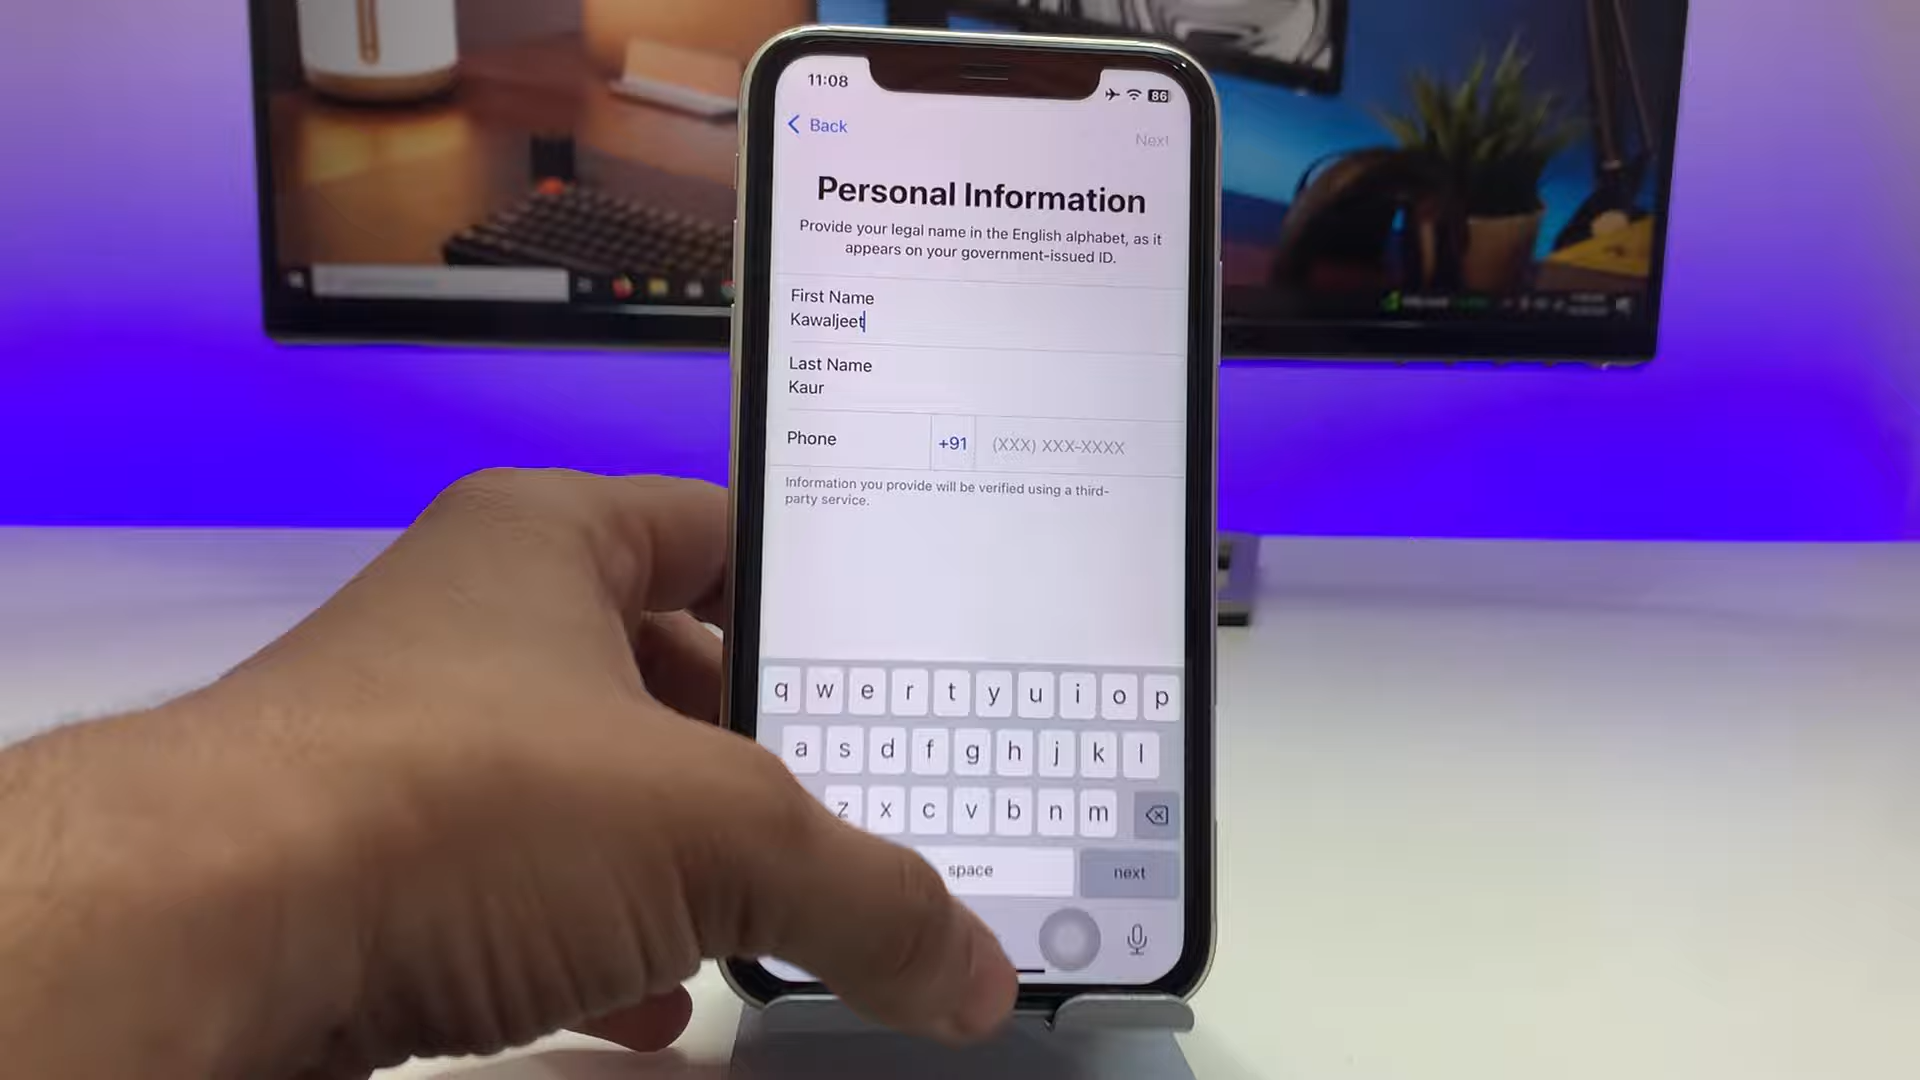 11:08
86
Back
Next
Personal Information
Provide your legal name in the English alphabet, as it
appears on your government-issued ID.
First Name
Kawaljeet
Last Name
Kaur
Phone +91 (XXX) XXX-XXXX
Information you provide will be verified using a third-
party service.
q w e r t y u i o p
a s d f g h j k l
z x c v b n m
space next